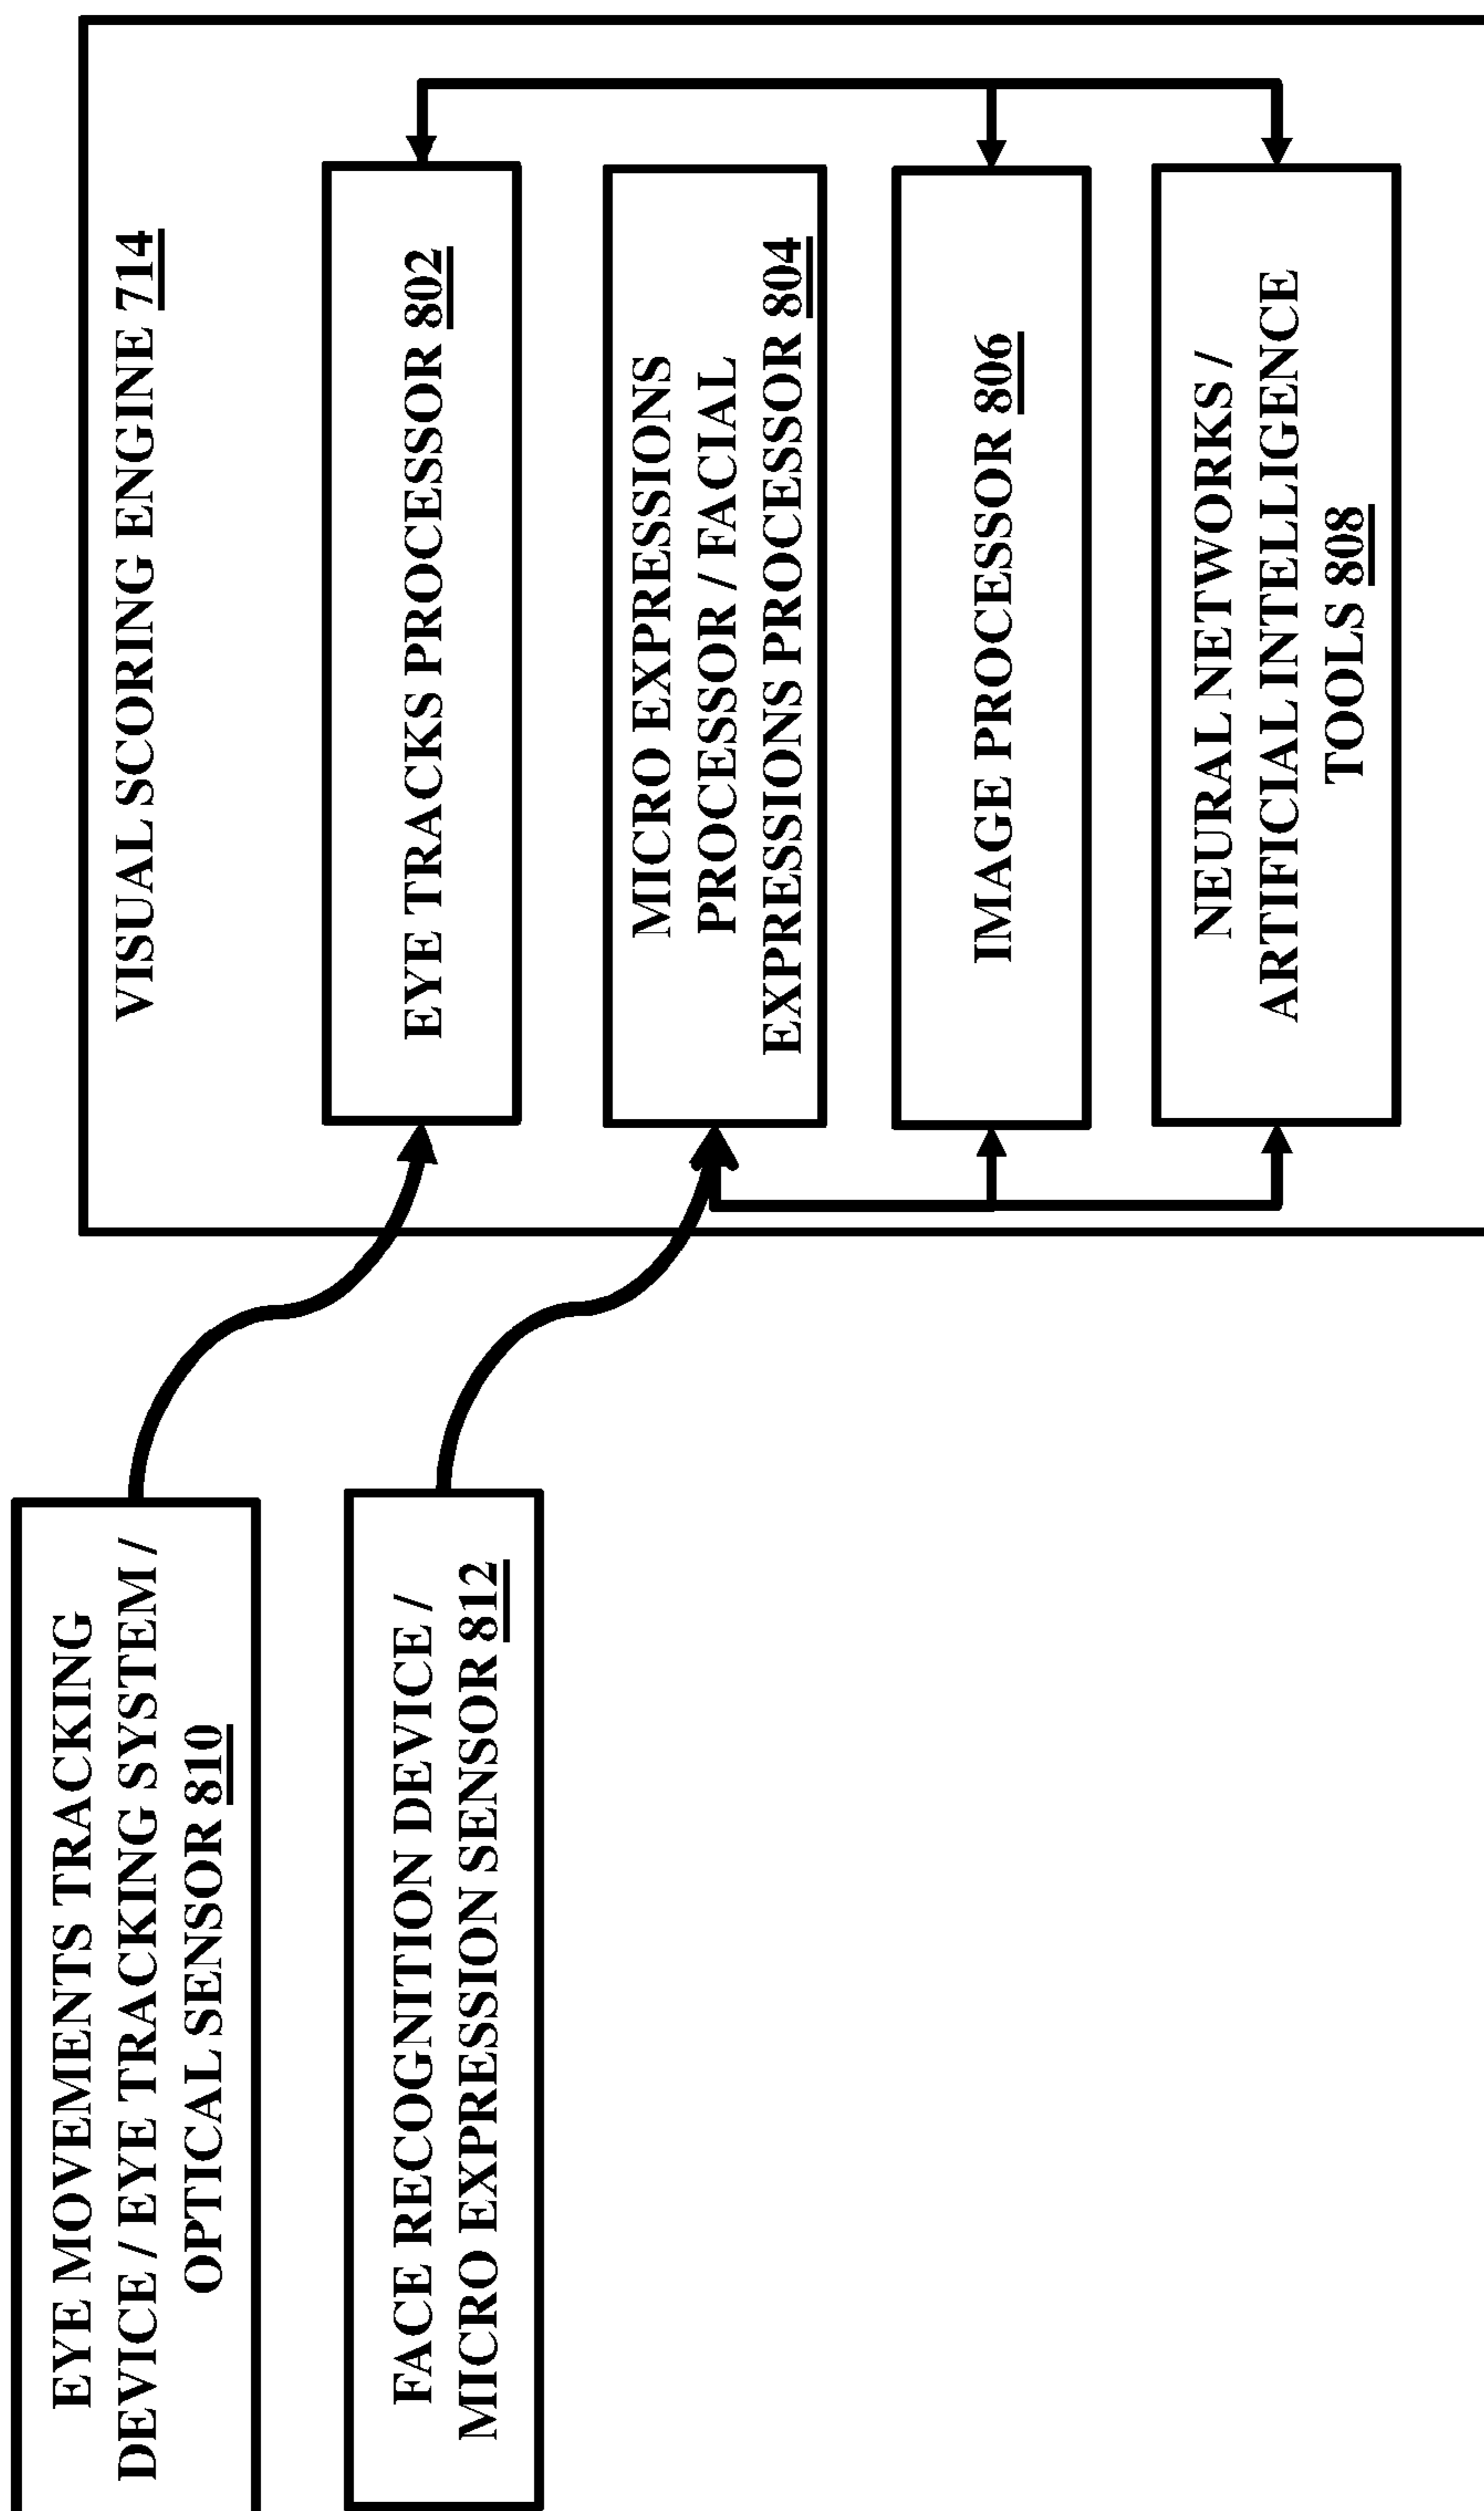 VISUAL SCORING ENGINE 714
EYE TRACKS PROCESSOR 802
MICRO EXPRESSIONS
PROCESSOR / FACIAL
EXPRESSIONS PROCESSOR 804
IMAGE PROCESSOR 806
NEURAL NETWORKS /
ARTIFICIAL INTELLIGENCE
TOOLS 808
EYE MOVEMENTS TRACKING
DEVICE / EYE TRACKING SYSTEM /
OPTICAL SENSOR 810
FACE RECOGNITION DEVICE /
MICRO EXPRESSION SENSOR 812